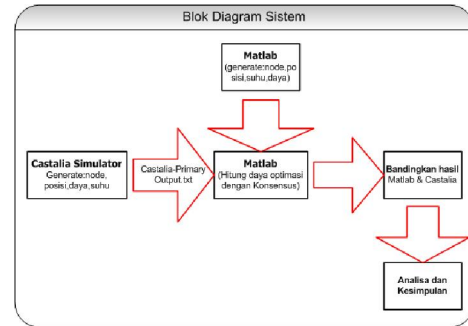 Blok Diagram Sistem
Matlab
(generate:node,po
sisi,suhu,daya)
Castalia Simulator
Generate:node,
posisi,daya,suhu
Castalia-Primary
Output.txt
Matlab
(Hitung daya optimasi
dengan Konsensus)
Bandingkan hasil
Matlab & Castalia
Analisa dan
Kesimpulan